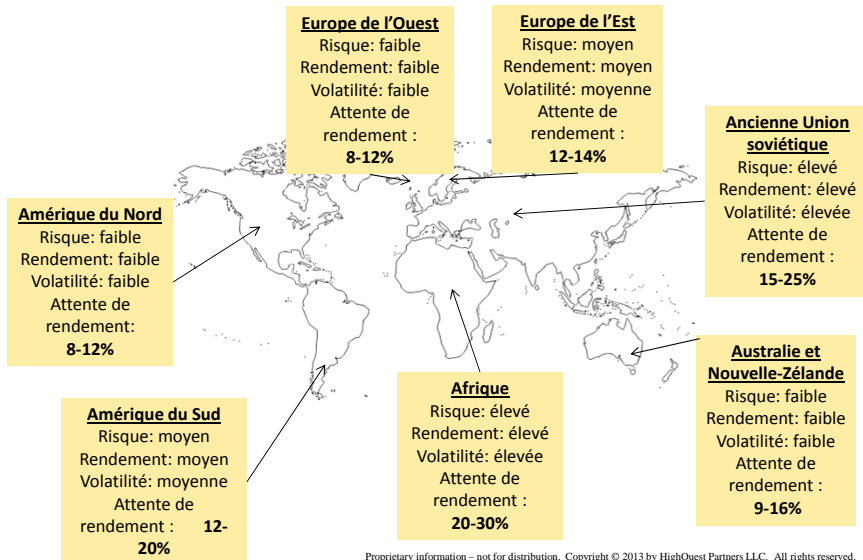 Europe de l’Ouest
Risque: faible
Rendement: faible
Volatilité: faible
Attente de
rendement :
8-12%
Europe de l’Est
Risque: moyen
Rendement: moyen
Volatilité: moyenne
Attente de
rendement :
12-14%
Ancienne Union
soviétique
Risque: élevé
Rendement: élevé
Volatilité: élevée
Attente de
rendement :
15-25%
Amérique du Nord
Risque: faible
Rendement: faible
Volatilité: faible
Attente de
rendement:
8-12%
Amérique du Sud
Risque: moyen
Rendement: moyen
Volatilité: moyenne
Attente de
rendement : 12-
20%
Afrique
Risque: élevé
Rendement: élevé
Volatilité: élevée
Attente de
rendement :
20-30%
Australie et
Nouvelle-Zélande
Risque: faible
Rendement: faible
Volatilité: faible
Attente de
rendement :
9-16%
Proprietary information – not for distribution. Copyright © 2013 by HighQuest Partners LLC. All rights reserved.